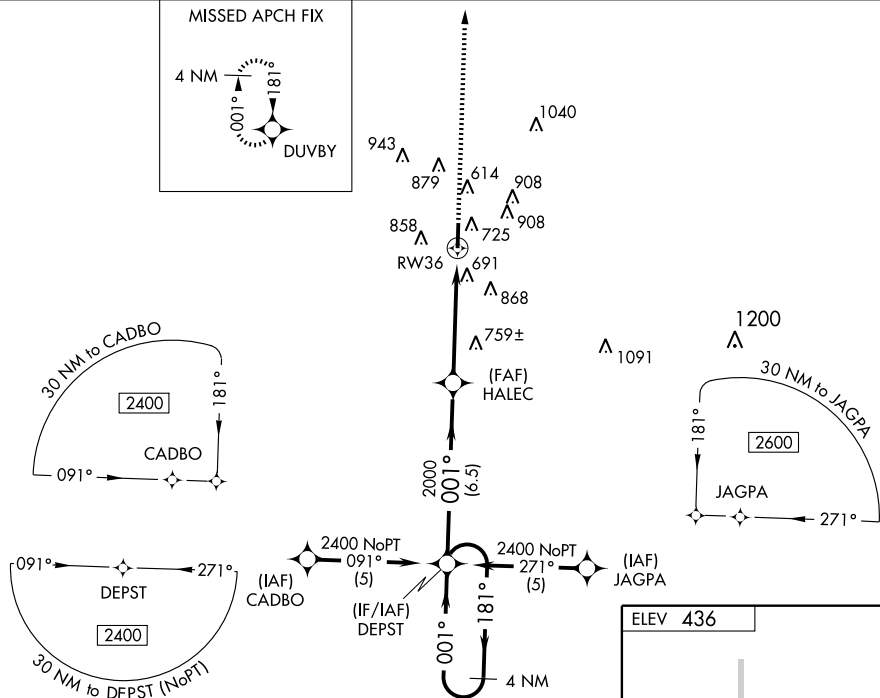 MISSED APCH FIX
4 NM
001°
181°
DUVBY
1040
943
879
614
908
908
858
725
RW36
691
868
759±
1091
1200
(FAF)
HALEC
30 NM to CADBO
2400
181°
CADBO
091°
30 NM to JAGPA
2600
181°
JAGPA
271°
2000
001°
(6.5)
2400 NoPT
091°
(5)
2400 NoPT
271°
(5)
(IAF)
CADBO
(IAF)
JAGPA
(IF/IAF)
DEPST
091°
271°
DEPST
2400
30 NM to DEPST (NoPT)
001°
181°
4 NM
ELEV 436